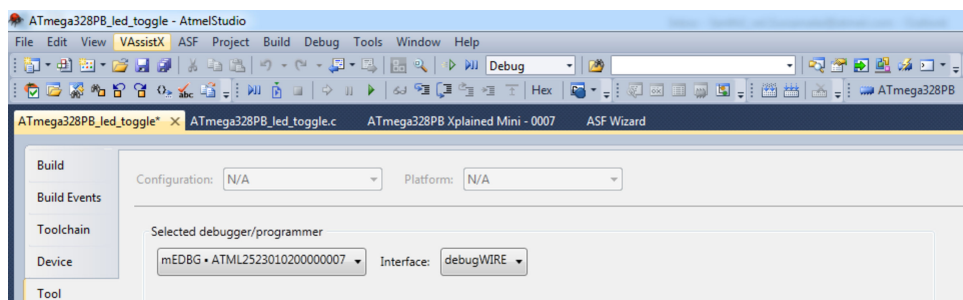 ATmega328PB_led_toggle - AtmelStudio
File Edit View VAssistX ASF Project Build Debug Tools Window Help
Debug
Hex ATmega328PB
ATmega328PB_led_toggle* ATmega328PB_led_toggle.c ATmega328PB Xplained Mini - 0007 ASF Wizard
Build
Configuration: N/A Platform: N/A
Build Events
Toolchain
Selected debugger/programmer
Device
mEDBG • ATML2523010200000007 Interface: debugWIRE
Tool